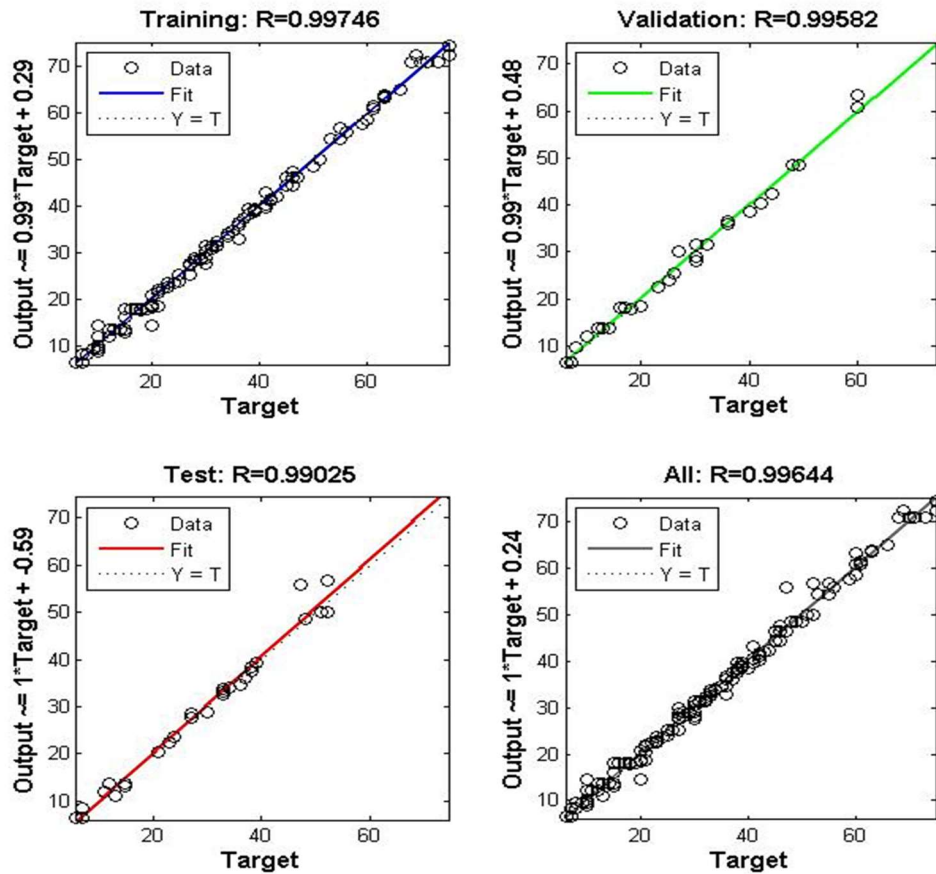 Training: R=0.99746
Output ~= 0.99*Target + 0.29
Data
Fit
Y = T
70
60
50
40
30
20
10
20 40 60
Target
Validation: R=0.99582
Output ~= 0.99*Target + 0.48
Data
Fit
Y = T
70
60
50
40
30
20
10
20 40 60
Target
Test: R=0.99025
Output ~= 1*Target + -0.59
Data
Fit
Y = T
70
60
50
40
30
20
10
20 40 60
Target
All: R=0.99644
Output ~= 1*Target + 0.24
Data
Fit
Y = T
70
60
50
40
30
20
10
20 40 60
Target